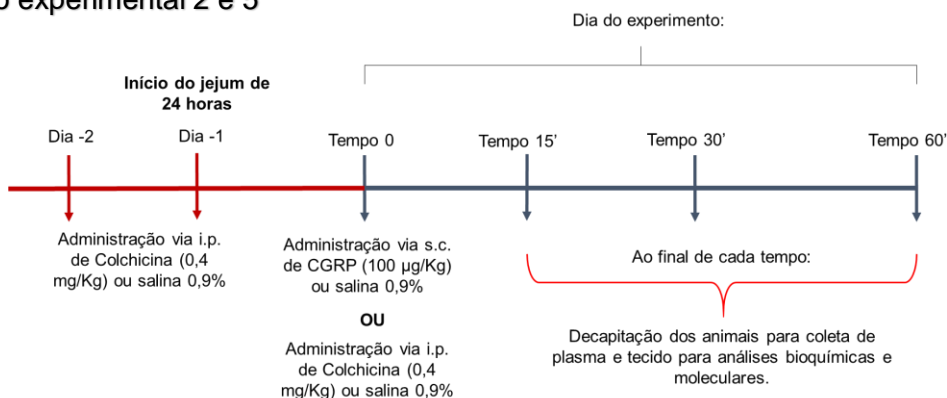 experimental 2 e 5
Dia do experimento:
Início do jejum de
24 horas
Dia -2
Dia -1
Tempo 0
Tempo 15'
Tempo 30'
Tempo 60'
Administração via i.p.
de Colchicina (0,4
mg/Kg) ou salina 0,9%
Administração via s.c.
de CGRP (100 µg/Kg)
ou salina 0,9%
OU
Administração via i.p.
de Colchicina (0,4
mg/Kg) ou salina 0,9%
Ao final de cada tempo:
Decapitação dos animais para coleta de
plasma e tecido para análises bioquímicas e
moleculares.